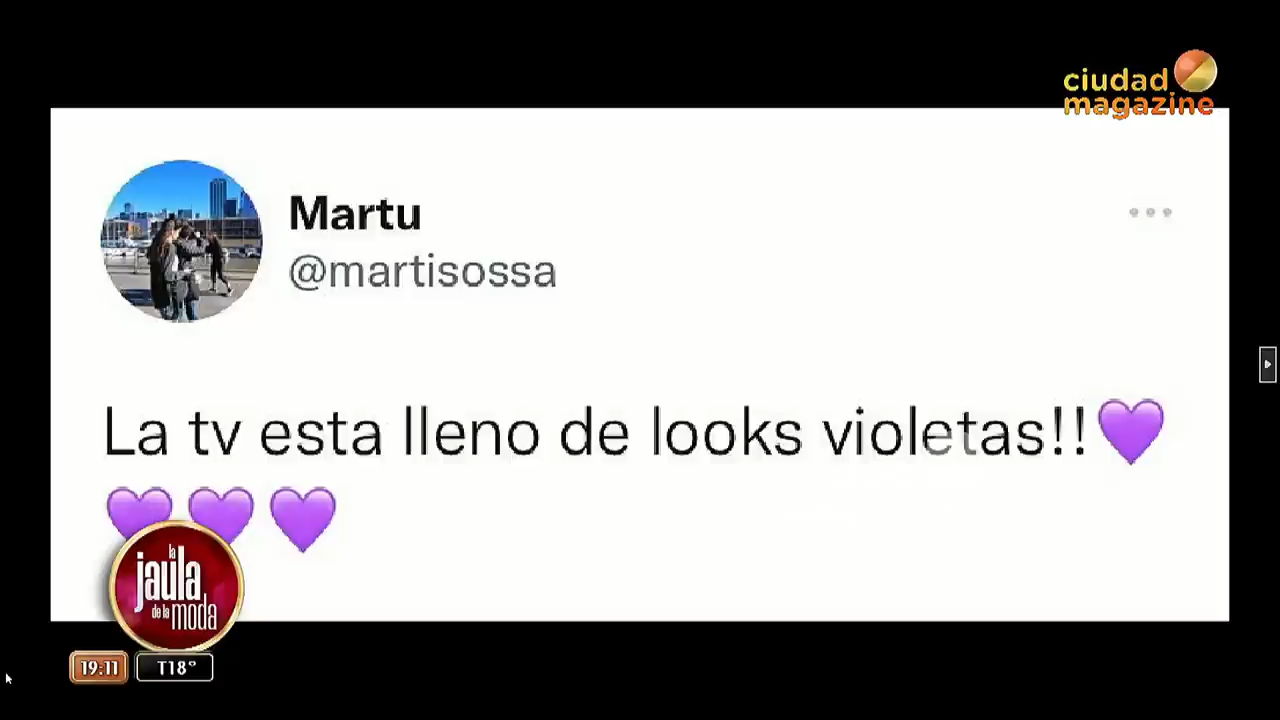 ciudad
magazine
Martu
@martisossa
La tv esta lleno de looks violetas!!💜
💜💜💜
la
jaula
de la moda
19:11
T18°